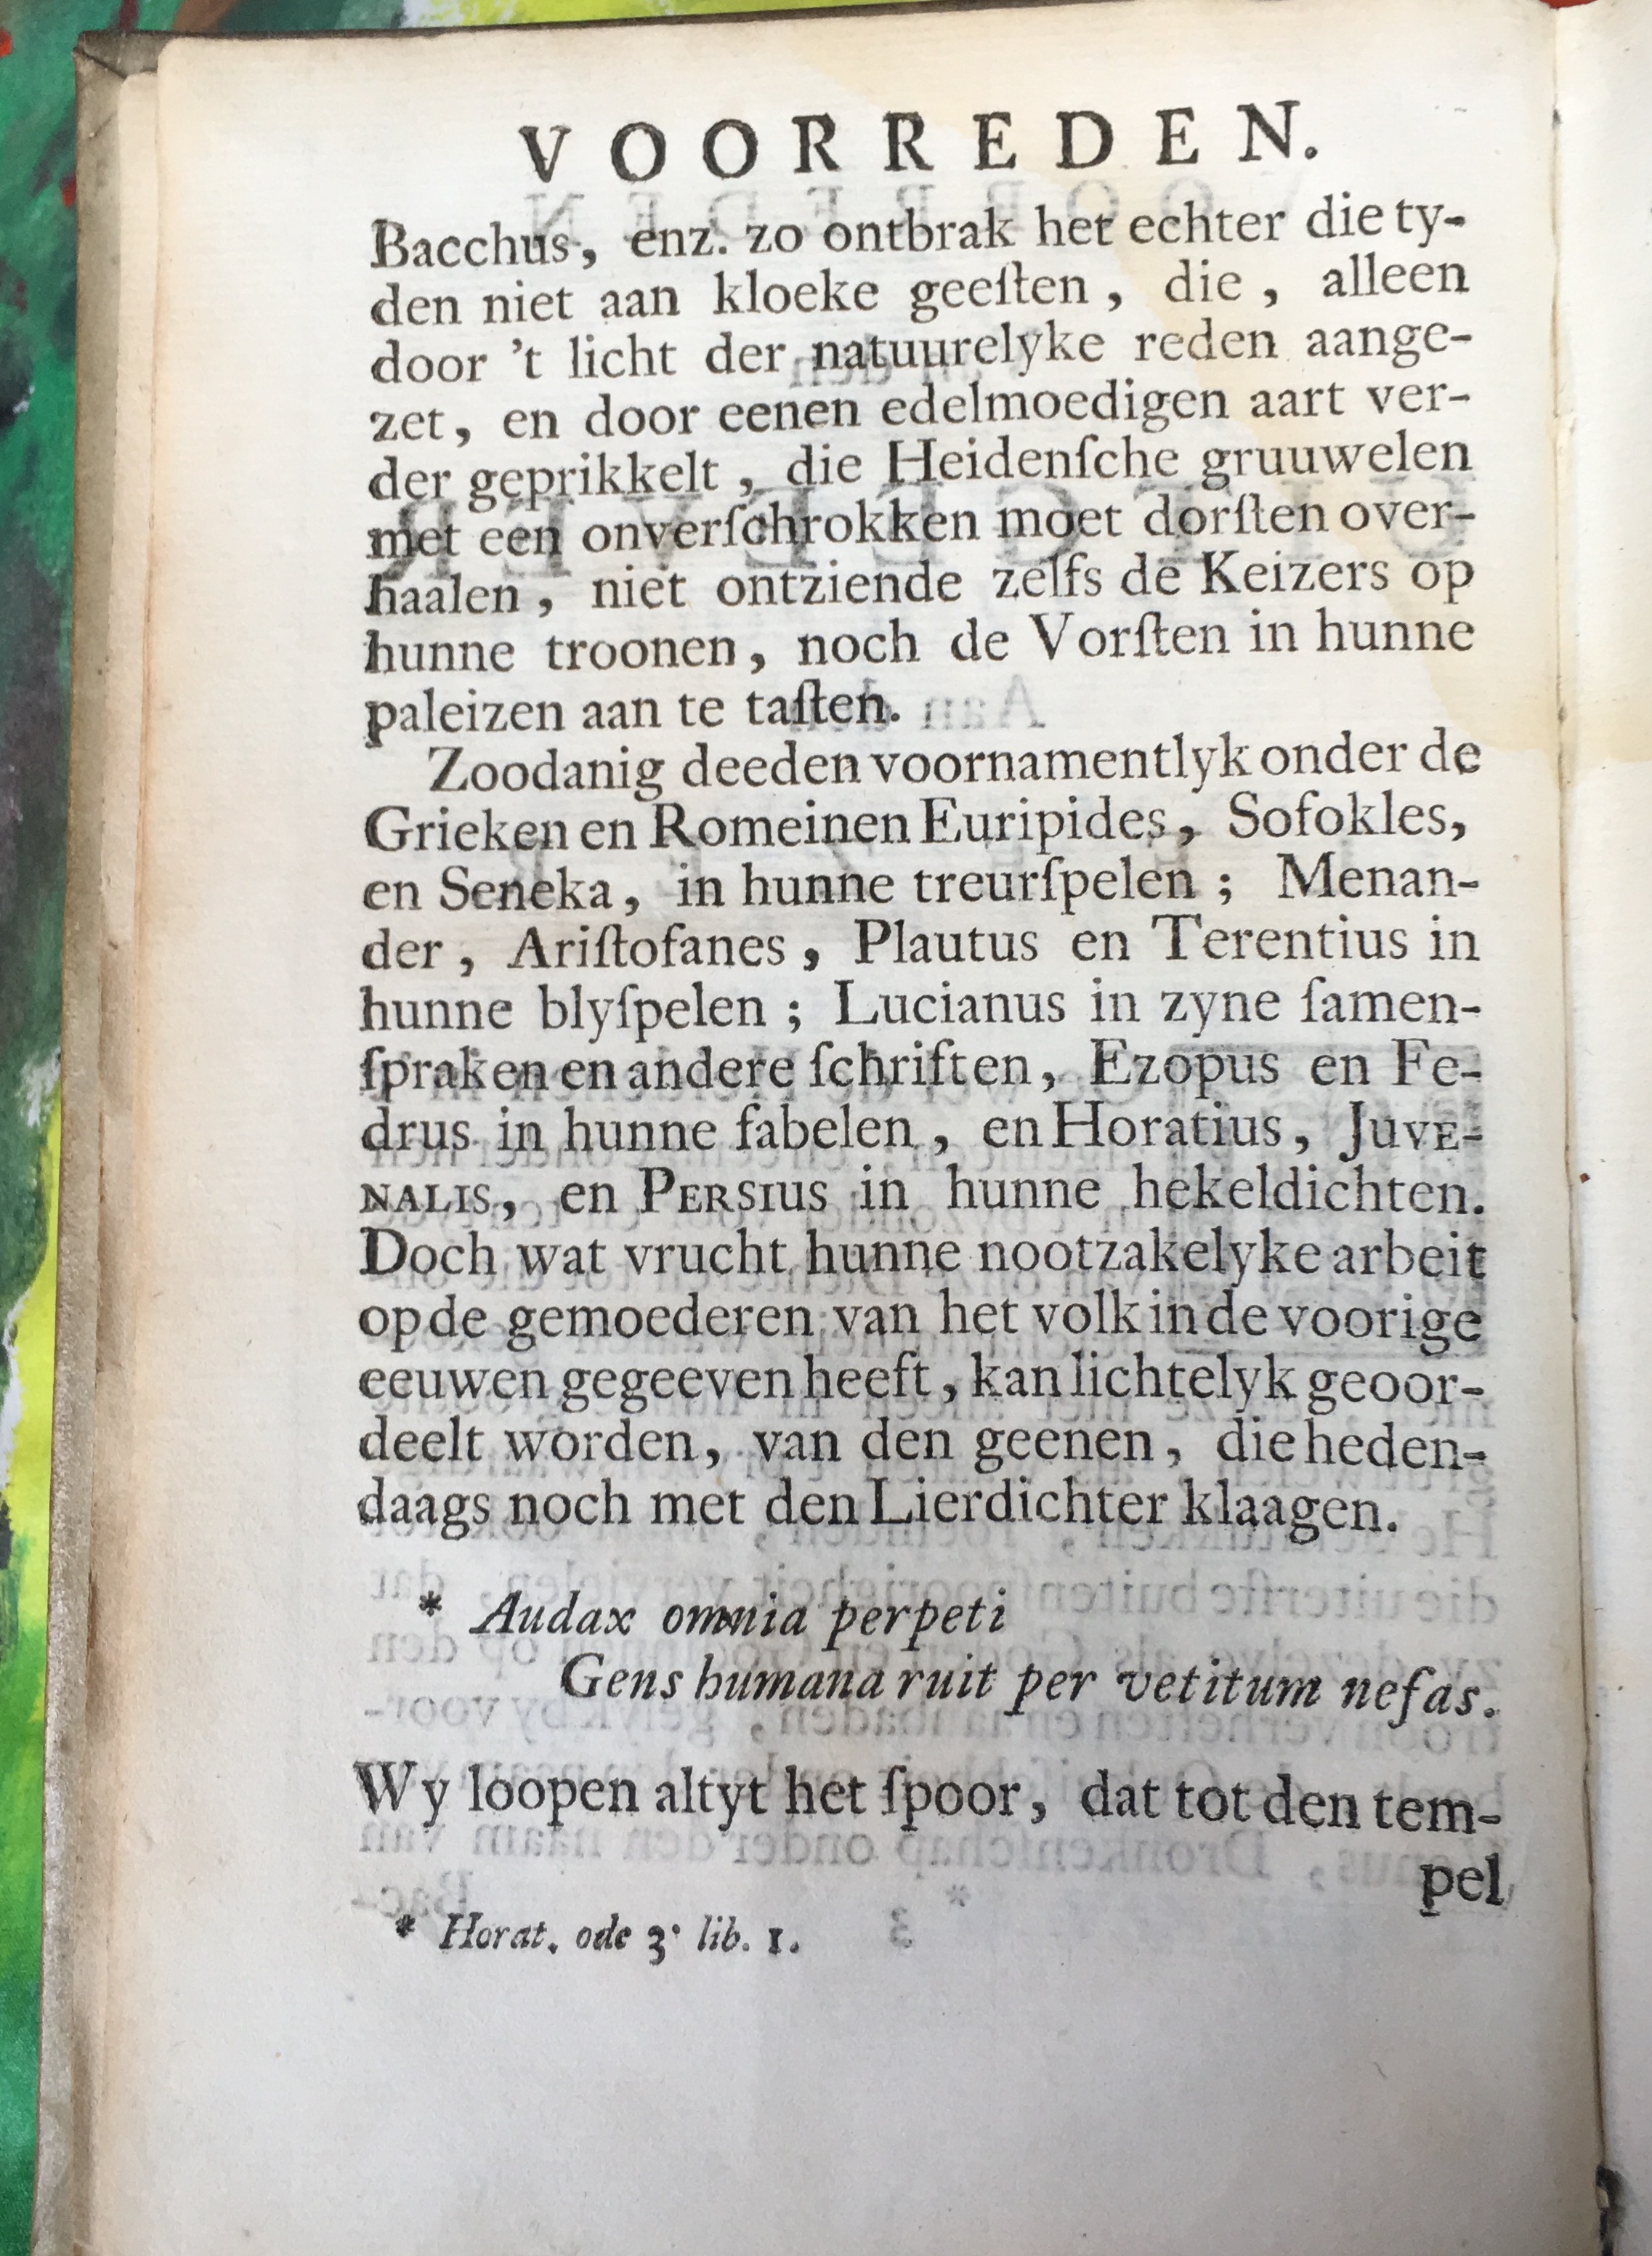 VOORREDEN.
Bacchus, enz. zo ontbrak het echter die ty-
den niet aan kloeke geeſten, die, alleen
door 't licht der natuurelyke reden aange-
zet, en door eenen edelmoedigen aart ver-
der geprikkelt, die Heidenſche gruuwelen
met een onverſchrokken moet dorſten over-
haalen, niet ontziende zelfs de Keizers op
hunne troonen, noch de Vorſten in hunne
paleizen aan te taſten.
Zoodanig deeden voornamentlyk onder de
Grieken en Romeinen Euripides, Sofokles,
en Seneka, in hunne treurſpelen; Menan-
der, Ariſtofanes, Plautus en Terentius in
hunne blyſpelen; Lucianus in zyne ſamen-
ſpraken en andere ſchriften, Ezopus en Fe-
drus in hunne fabelen, en Horatius, JUVE-
NALIS, en PERSIUS in hunne hekeldichten.
Doch wat vrucht hunne nootzakelyke arbeit
op de gemoederen van het volk in de voorige
eeuwen gegeeven heeft, kan lichtelyk geoor-
deelt worden, van den geenen, die heden-
daags noch met den Lierdichter klaagen.
* Audax omnia perpeti
Gens humana ruit per vetitum nefas.
Wy loopen altyt het ſpoor, dat tot den tem-
pel
* Horat. ode 3. lib. 1.